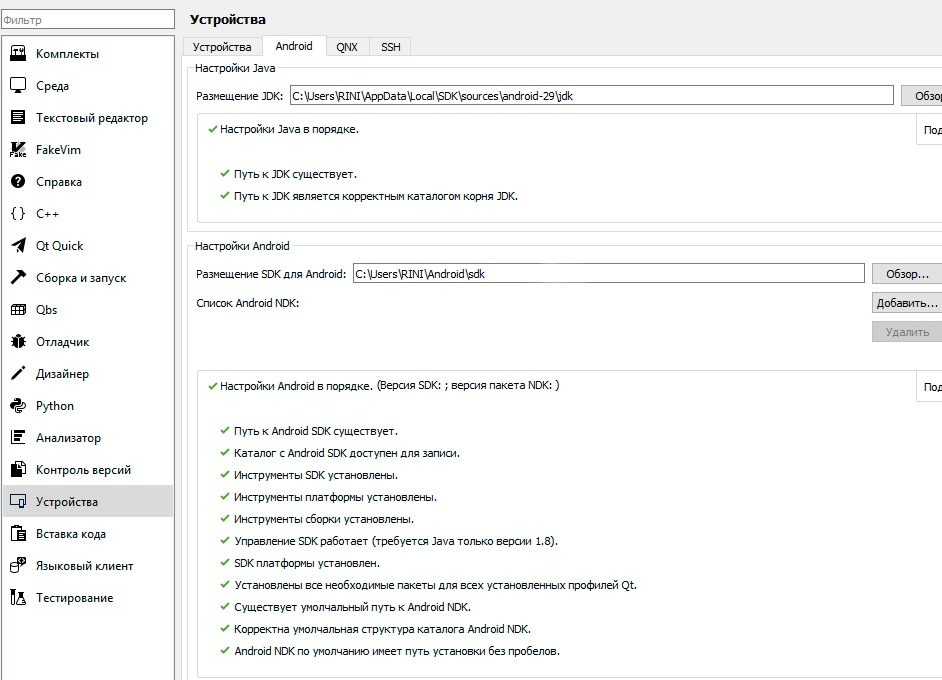 Фильтр
Комплекты
Среда
Текстовый редактор
FakeVim
Справка
C++
Qt Quick
Сборка и запуск
Qbs
Отладчик
Дизайнер
Python
Анализатор
Контроль версий
Устройства
Вставка кода
Языковый клиент
Тестирование
Устройства
Устройства Android QNX SSH
Настройки Java
Размещение JDK: C:\Users\RINI\AppData\Local\SDK\sources\android-29\jdk Обзор
Настройки Java в порядке. Под
Путь к JDK существует.
Путь к JDK является корректным каталогом корня JDK.
Настройки Android
Размещение SDK для Android: C:\Users\RINI\Android\sdk Обзор...
Список Android NDK: Добавить...
Удалить
Настройки Android в порядке. (Версия SDK: ; версия пакета NDK: ) Под
Путь к Android SDK существует.
Каталог с Android SDK доступен для записи.
Инструменты SDK установлены.
Инструменты платформы установлены.
Инструменты сборки установлены.
Управление SDK работает (требуется Java только версии 1.8).
SDK платформы установлен.
Установлены все необходимые пакеты для всех установленных профилей Qt.
Существует умолчальный путь к Android NDK.
Корректна умолчальная структура каталога Android NDK.
Android NDK по умолчанию имеет путь установки без пробелов.